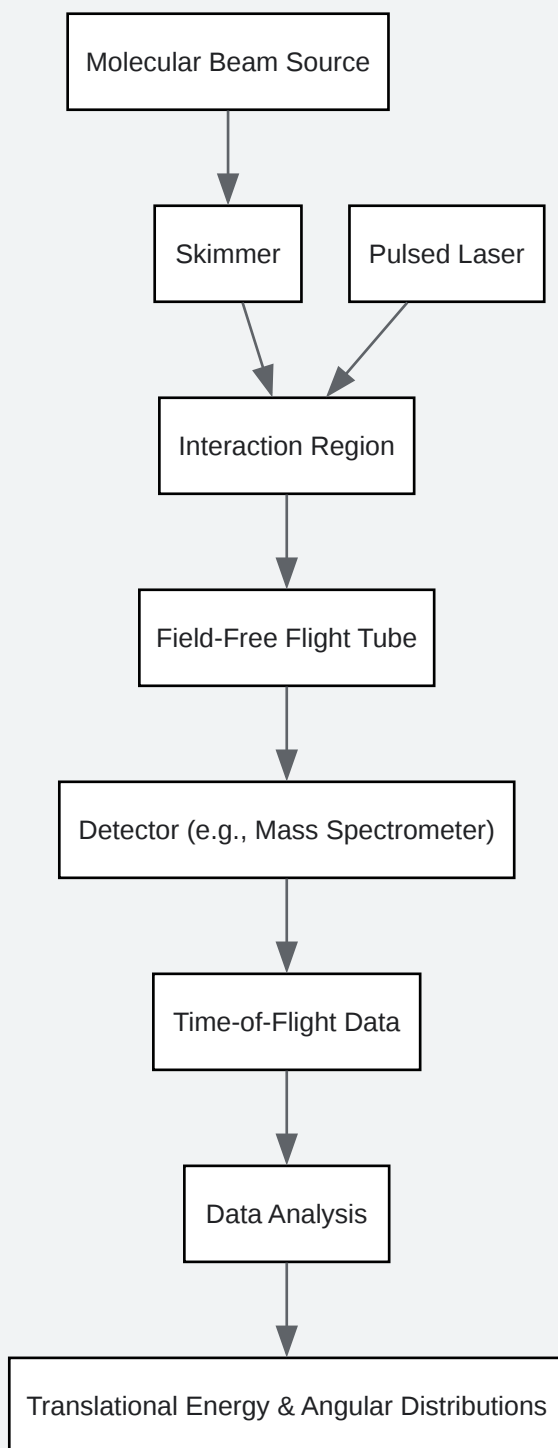 Molecular Beam Source
Skimmer
Pulsed Laser
Interaction Region
Field-Free Flight Tube
Detector (e.g., Mass Spectrometer)
Time-of-Flight Data
Data Analysis
Translational Energy & Angular Distributions